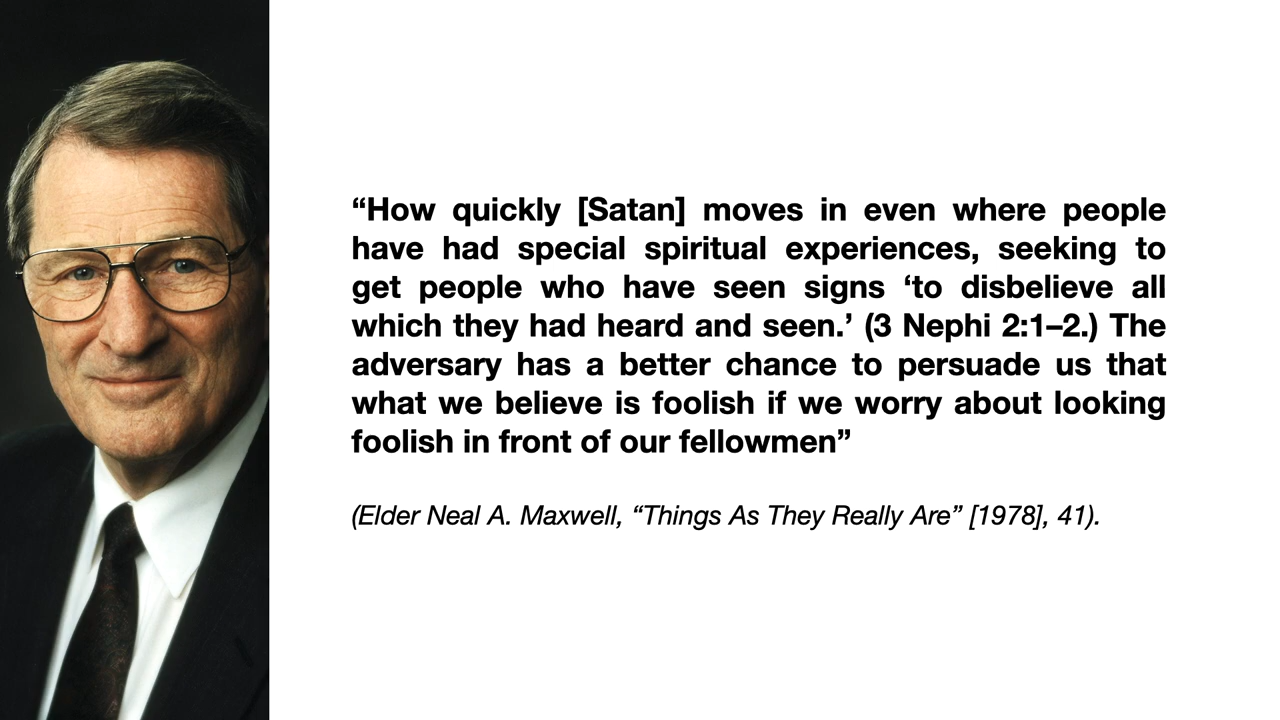 “How quickly [Satan] moves in even where people
have had special spiritual experiences, seeking to
get people who have seen signs ‘to disbelieve all
which they had heard and seen.’ (3 Nephi 2:1–2.) The
adversary has a better chance to persuade us that
what we believe is foolish if we worry about looking
foolish in front of our fellowmen”
(Elder Neal A. Maxwell, “Things As They Really Are” [1978], 41).